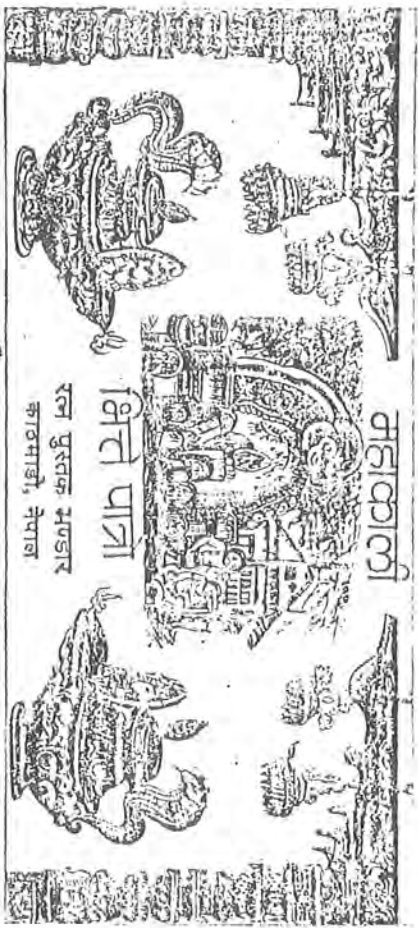 महाकाली
भित्ते पात्रो
रत्न पुस्तक भण्डार
काठमाडौं, नेपाल